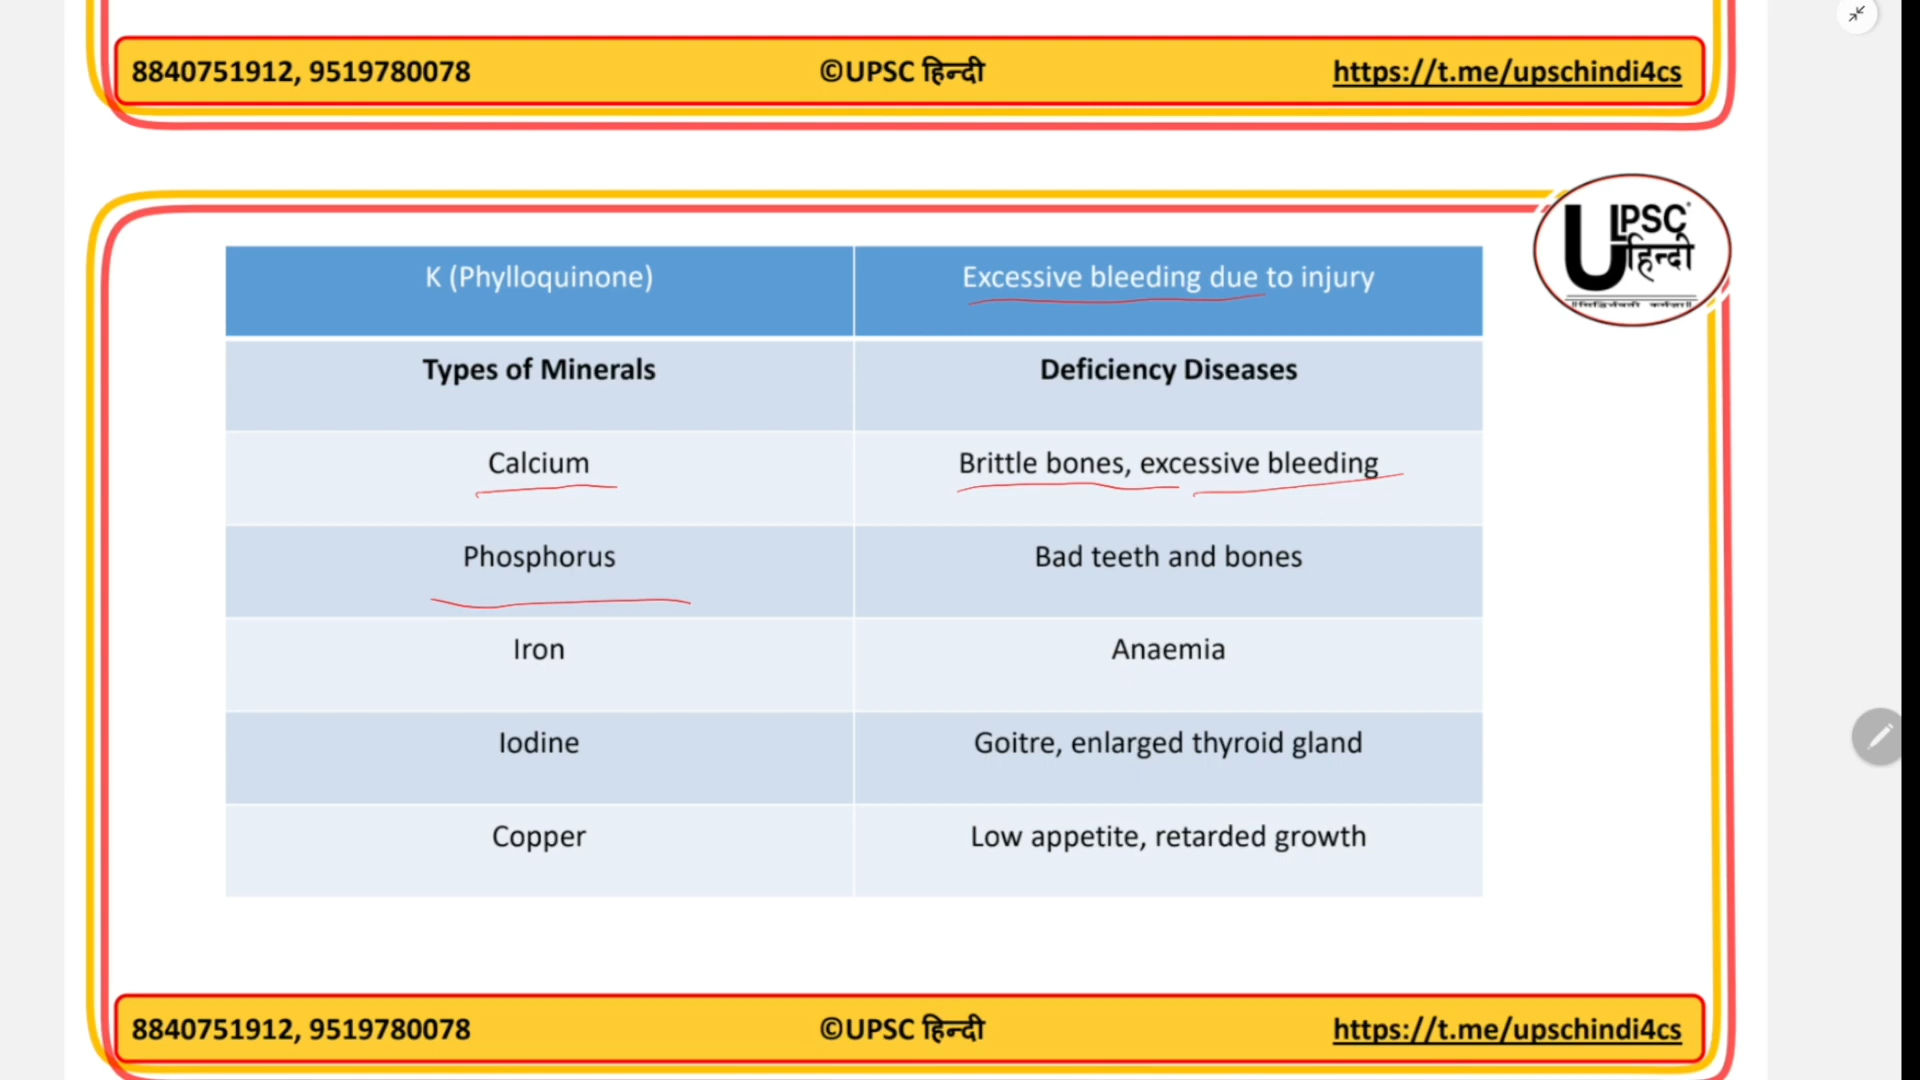 8840751912, 9519780078 ©UPSC हिन्दी https://t.me/upschindi4cs
UPSC
हिन्दी
K (Phylloquinone) Excessive bleeding due to injury
Types of Minerals Deficiency Diseases
Calcium Brittle bones, excessive bleeding
Phosphorus Bad teeth and bones
Iron Anaemia
Iodine Goitre, enlarged thyroid gland
Copper Low appetite, retarded growth
8840751912, 9519780078 ©UPSC हिन्दी https://t.me/upschindi4cs